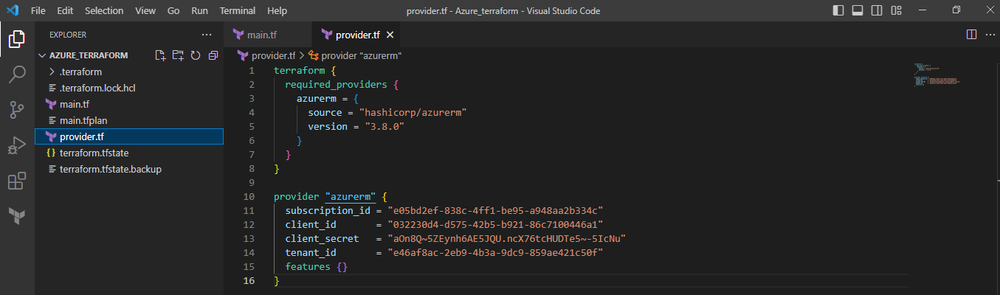 File Edit Selection View Go Run Terminal Help provider.tf - Azure_terraform - Visual Studio Code
EXPLORER
AZURE_TERRAFORM
.terraform
.terraform.lock.hcl
main.tf
main.tfplan
provider.tf
terraform.tfstate
terraform.tfstate.backup
main.tf provider.tf
provider.tf > provider "azurerm"
1 terraform {
2 required_providers {
3 azurerm = {
4 source = "hashicorp/azurerm"
5 version = "3.8.0"
6 }
7 }
8 }
9
10 provider "azurerm" {
11 subscription_id = "e05bd2ef-838c-4ff1-be95-a948aa2b334c"
12 client_id = "032230d4-d575-42b5-b921-86c7100446a1"
13 client_secret = "aOn8Q~5ZEynh6AE5JQU.ncX76tcHUDTe5~-5IcNu"
14 tenant_id = "e46af8ac-2eb9-4b3a-9dc9-859ae421c50f"
15 features {}
16 }